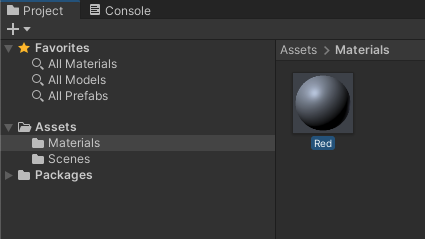 Project
Console
Favorites
All Materials
All Models
All Prefabs
Assets
Materials
Scenes
Packages
Assets > Materials
Red